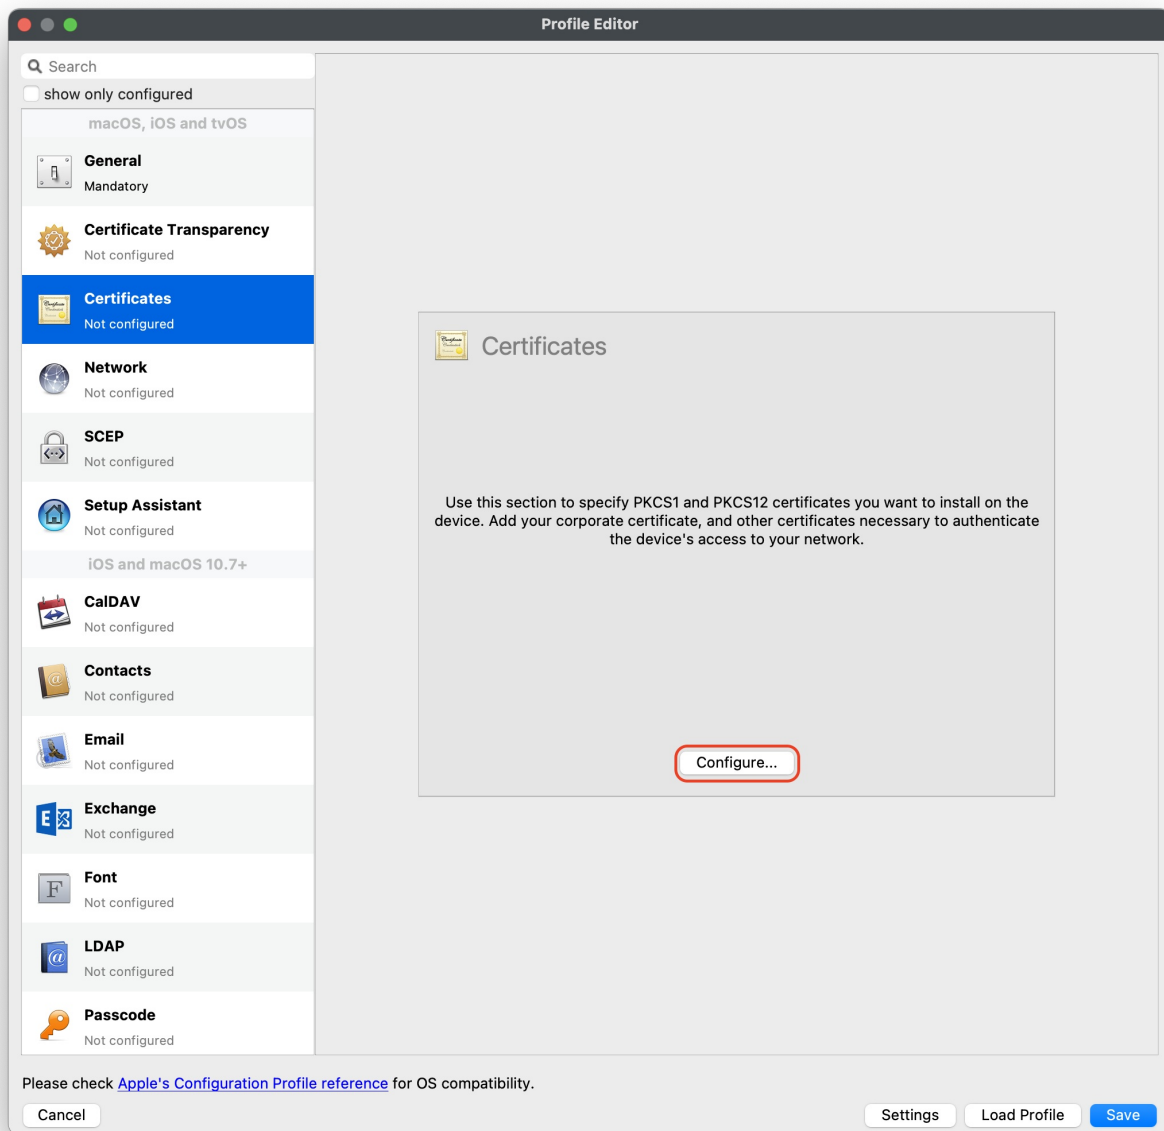 Profile Editor
Search
show only configured
macOS, iOS and tvOS
General
Mandatory
Certificate Transparency
Not configured
Certificates
Not configured
Network
Not configured
SCEP
Not configured
Setup Assistant
Not configured
iOS and macOS 10.7+
CalDAV
Not configured
Contacts
Not configured
Email
Not configured
Exchange
Not configured
Font
Not configured
LDAP
Not configured
Passcode
Not configured
Certificates
Use this section to specify PKCS1 and PKCS12 certificates you want to install on the
device. Add your corporate certificate, and other certificates necessary to authenticate
the device's access to your network.
Configure...
Please check Apple's Configuration Profile reference for OS compatibility.
Cancel
Settings
Load Profile
Save